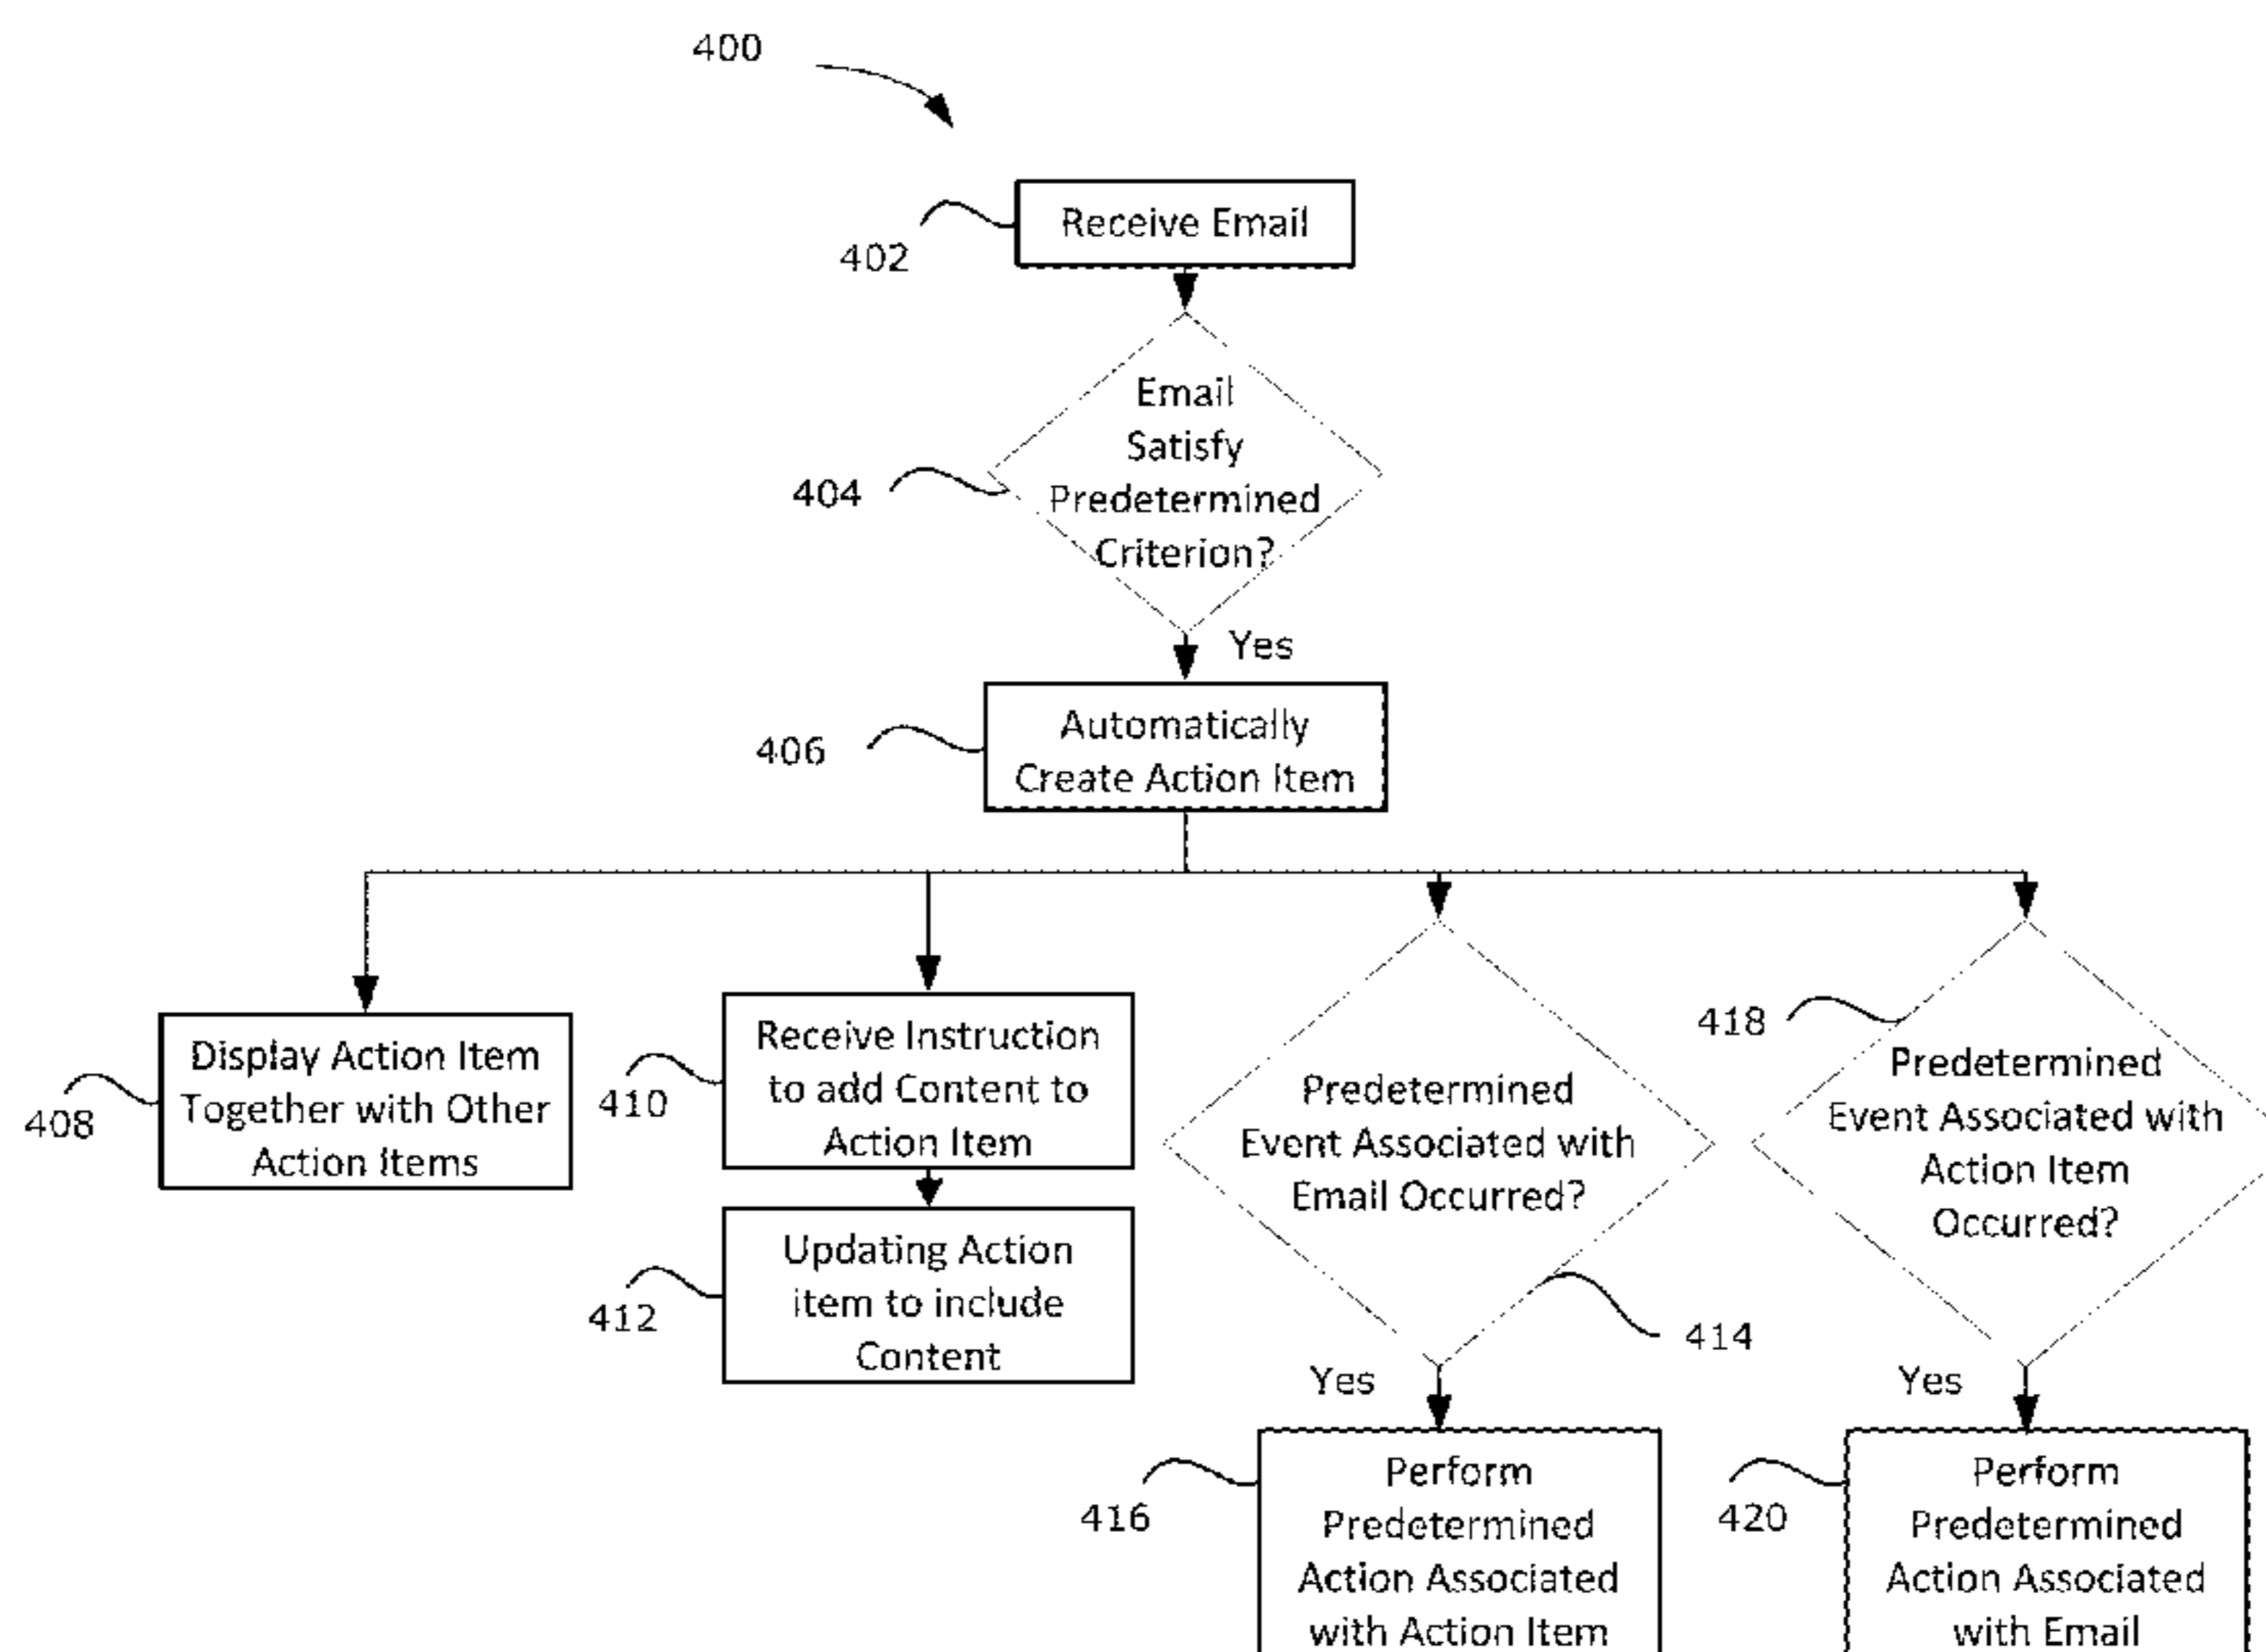 400
Receive Email
402
Email
Satisfy
Predetermined
Criterion?
404
Yes
Automatically
Create Action Item
406
Display Action Item
Together with Other
Action Items
408
Receive Instruction
to add Content to
Action Item
410
Updating Action
item to include
Content
412
Predetermined
Event Associated with
Email Occurred?
414
Yes
Perform
Predetermined
Action Associated
with Action Item
416
418
Predetermined
Event Associated with
Action Item
Occurred?
Yes
Perform
Predetermined
Action Associated
with Email
420